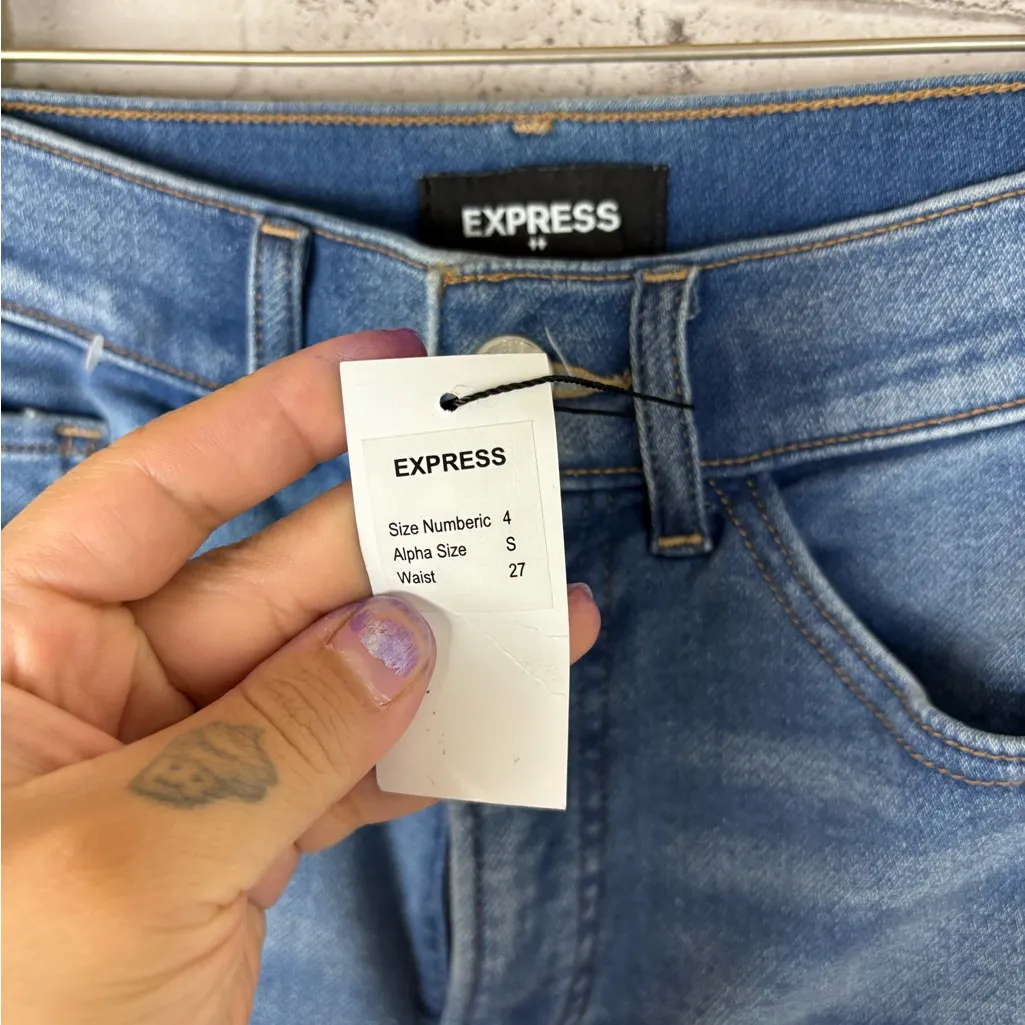 EXPRESS
EXPRESS
Size Numberic 4
Alpha Size S
Waist 27